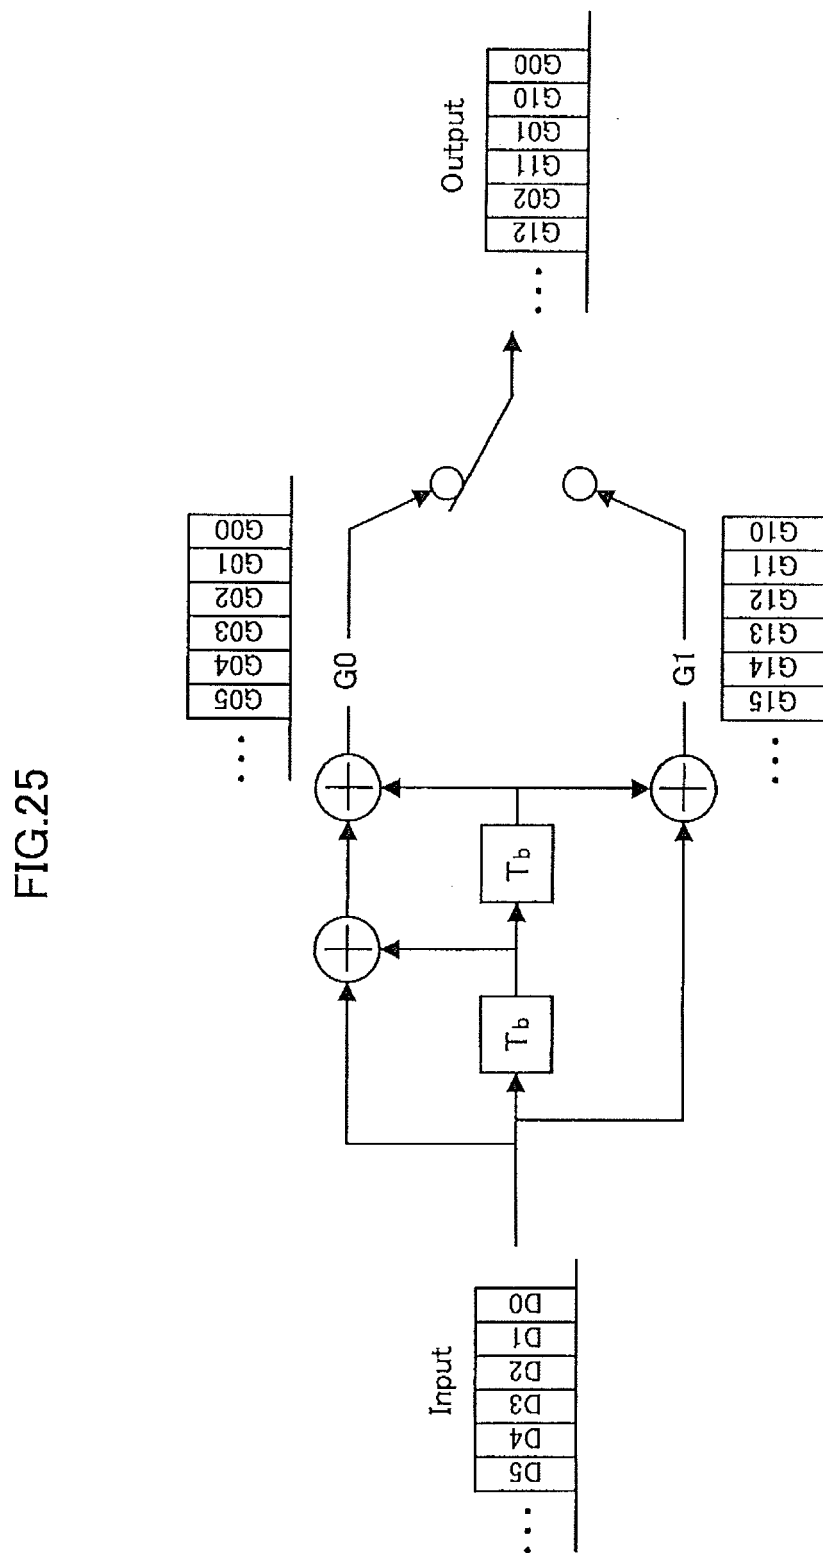 FIG.25
Input
D5 D4 D3 D2 D1 D0
...
Tb
Tb
G0
G1
G05 G04 G03 G02 G01 G00
...
G15 G14 G13 G12 G11 G10
...
Output
G12 G02 G11 G01 G10 G00
...